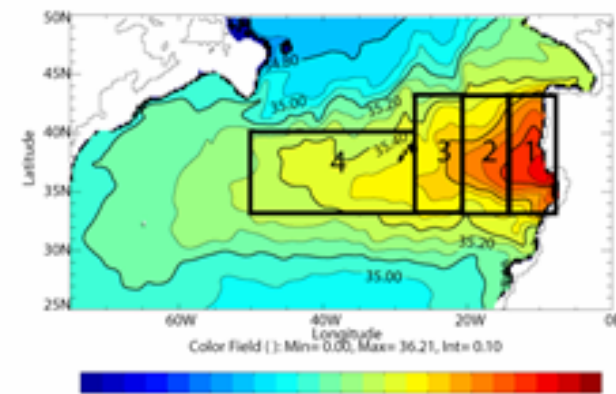 50N
45N
40N
35N
30N
25N
Latitude
34.80
35.00
35.20
35.40
4
3
2
1
35.20
35.00
60W
40W
20W
Longitude
Color Field ( ): Min= 0.00, Max= 36.21, Int= 0.10